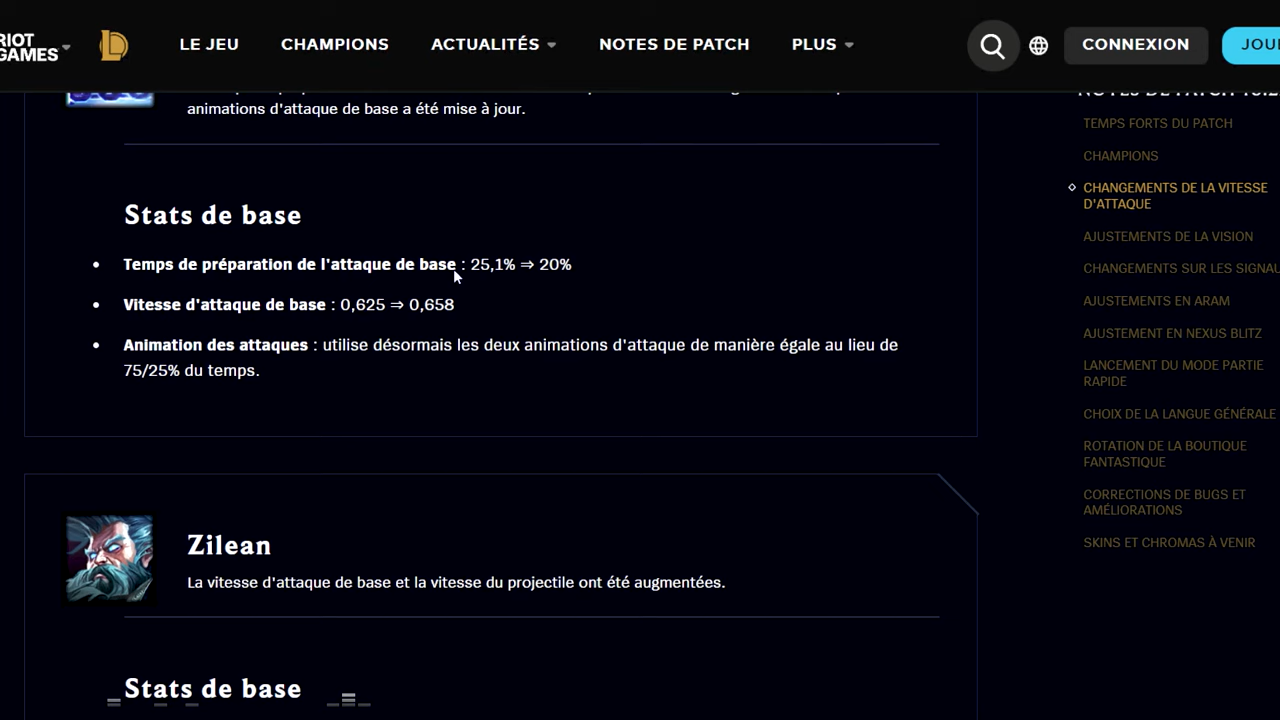 RIOT
GAMES
LE JEU
CHAMPIONS
ACTUALITÉS
NOTES DE PATCH
PLUS
CONNEXION
animations d'attaque de base a été mise à jour.
Stats de base
Temps de préparation de l'attaque de base : 25,1% ⇒ 20%
Vitesse d'attaque de base : 0,625 ⇒ 0,658
Animation des attaques : utilise désormais les deux animations d'attaque de manière égale au lieu de
75/25% du temps.
Zilean
La vitesse d'attaque de base et la vitesse du projectile ont été augmentées.
Stats de base
NOTES DE PATCH
TEMPS FORTS DU PATCH
CHAMPIONS
CHANGEMENTS DE LA VITESSE
D'ATTAQUE
AJUSTEMENTS DE LA VISION
CHANGEMENTS SUR LES SIGNAU
AJUSTEMENTS EN ARAM
AJUSTEMENT EN NEXUS BLITZ
LANCEMENT DU MODE PARTIE
RAPIDE
CHOIX DE LA LANGUE GÉNÉRALE
ROTATION DE LA BOUTIQUE
FANTASTIQUE
CORRECTIONS DE BUGS ET
AMÉLIORATIONS
SKINS ET CHROMAS À VENIR